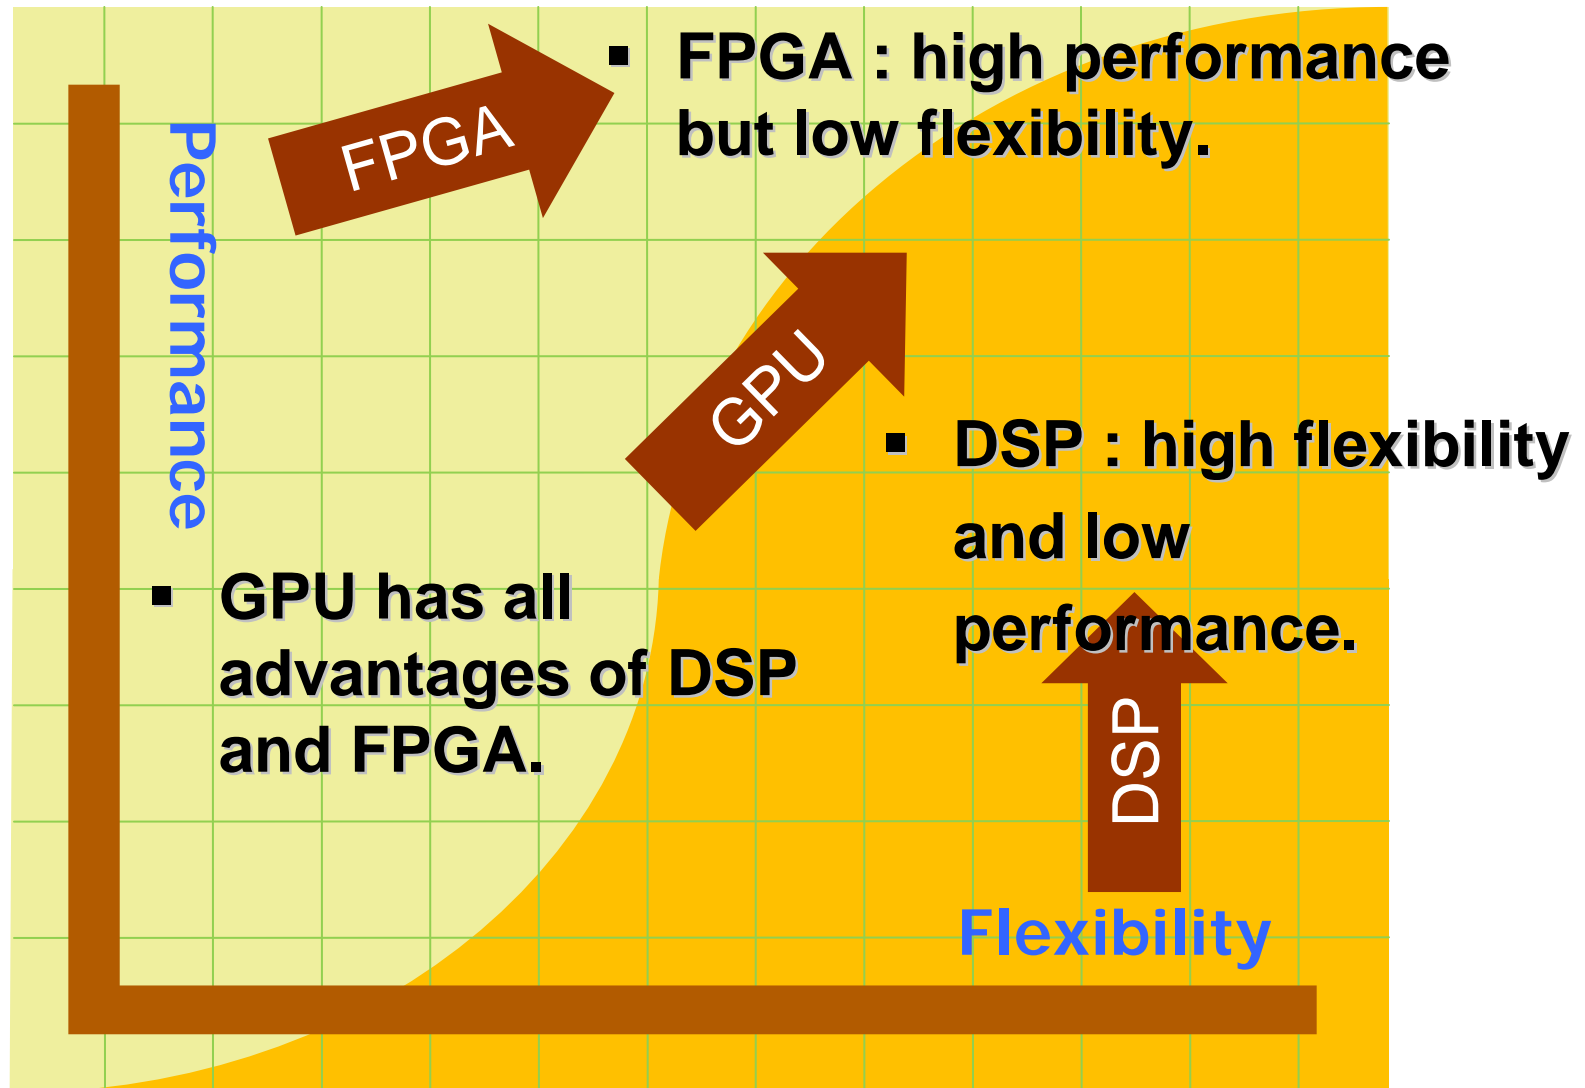 FPGA
▪ FPGA : high performance
but low flexibility.
Performance
GPU
▪ DSP : high flexibility
and low
performance.
▪ GPU has all
advantages of DSP
and FPGA.
DSP
Flexibility